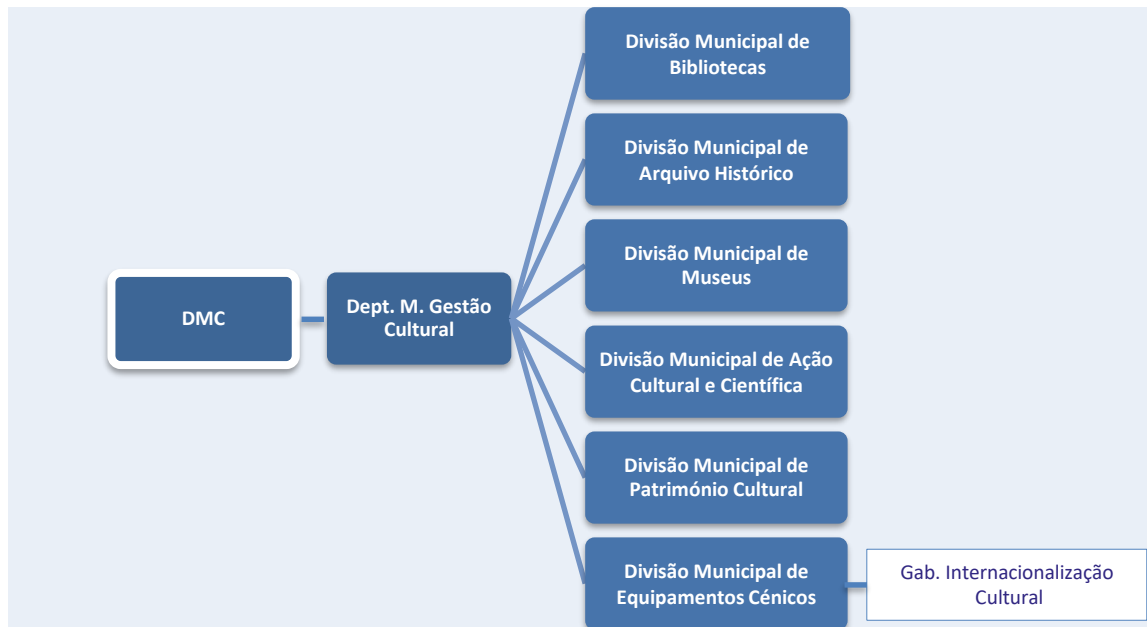 DMC
Dept. M. Gestão
Cultural
Divisão Municipal de
Bibliotecas
Divisão Municipal de
Arquivo Histórico
Divisão Municipal de
Museus
Divisão Municipal de Ação
Cultural e Científica
Divisão Municipal de
Património Cultural
Divisão Municipal de
Equipamentos Cénicos
Gab. Internacionalização
Cultural